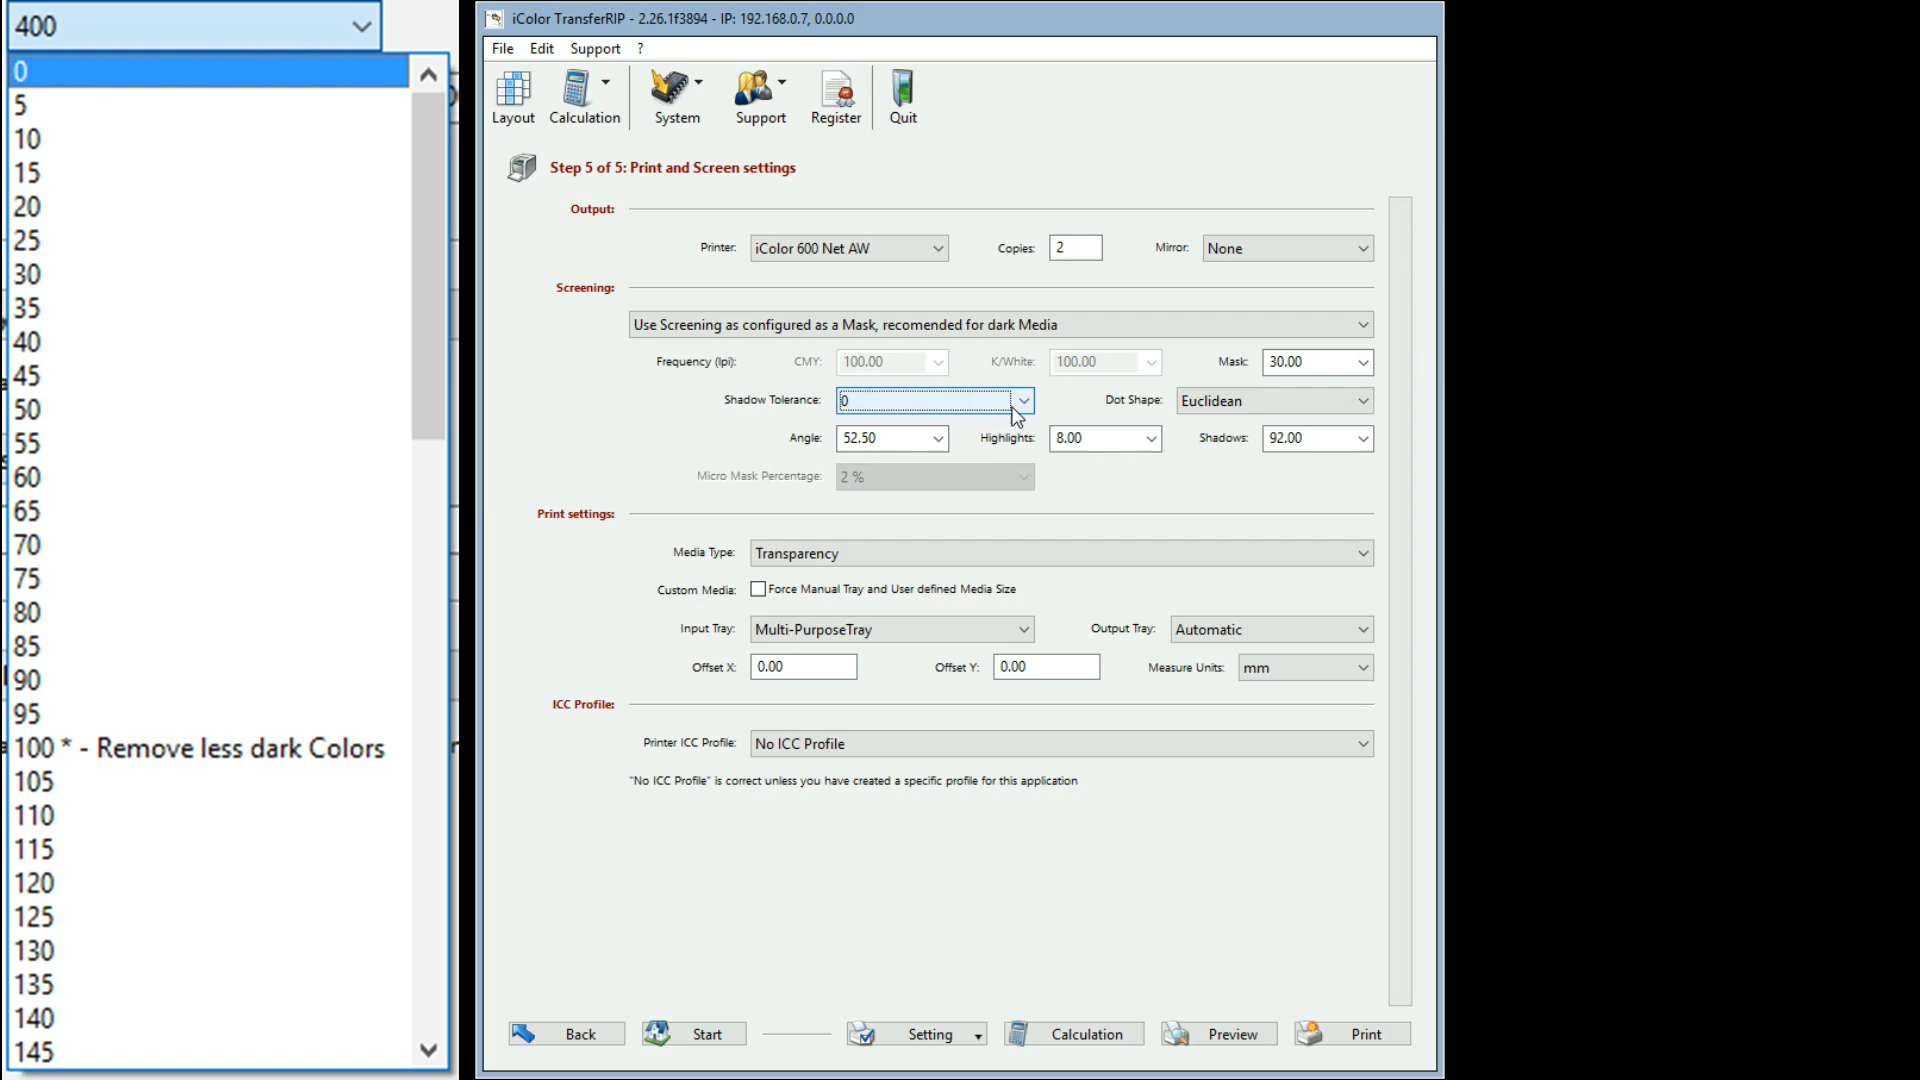 400
0
5
10
15
20
25
30
35
40
45
50
55
60
65
70
75
80
85
90
95
100 * - Remove less dark Colors
105
110
115
120
125
130
135
140
145
iColor TransferRIP - 2.26.1f3894 - IP: 192.168.0.7, 0.0.0.0
File Edit Support ?
Layout Calculation System Support Register Quit
Step 5 of 5: Print and Screen settings
Output:
Printer: iColor 600 Net AW Copies: 2 Mirror: None
Screening:
Use Screening as configured as a Mask, recomended for dark Media
Frequency (lpi): CMY: 100.00 K/White: 100.00 Mask: 30.00
Shadow Tolerance: 0 Dot Shape: Euclidean
Angle: 52.50 Highlights: 8.00 Shadows: 92.00
Micro Mask Percentage: 2 %
Print settings:
Media Type: Transparency
Custom Media: Force Manual Tray and User defined Media Size
Input Tray: Multi-PurposeTray Output Tray: Automatic
Offset X: 0.00 Offset Y: 0.00 Measure Units: mm
ICC Profile:
Printer ICC Profile: No ICC Profile
"No ICC Profile" is correct unless you have created a specific profile for this application
Back Start Setting Calculation Preview Print